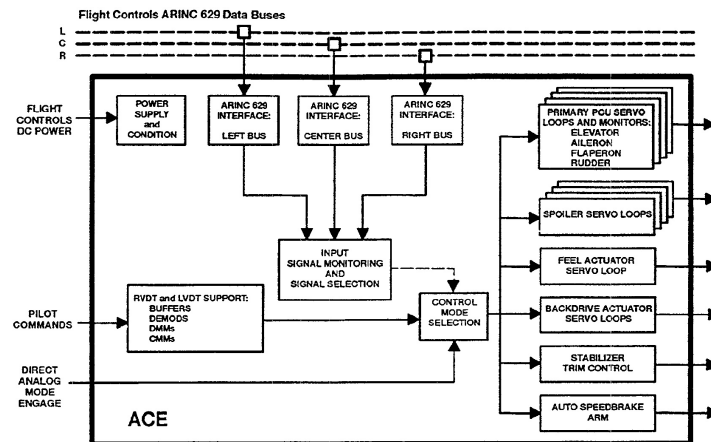 Flight Controls ARINC 629 Data Buses
L
C
R
FLIGHT
CONTROLS
DC POWER
POWER
SUPPLY
and
CONDITION
ARINC 629
INTERFACE:
LEFT BUS
ARINC 629
INTERFACE:
CENTER BUS
ARINC 629
INTERFACE:
RIGHT BUS
PRIMARY PCU SERVO
LOOPS AND MONITORS:
ELEVATOR
AILERON
FLAPERON
RUDDER
SPOILER SERVO LOOPS
INPUT
SIGNAL MONITORING
AND
SIGNAL SELECTION
FEEL ACTUATOR
SERVO LOOP
PILOT
COMMANDS
RVDT and LVDT SUPPORT:
BUFFERS
DEMODS
DMMs
CMMs
CONTROL
MODE
SELECTION
BACKDRIVE ACTUATOR
SERVO LOOPS
STABILIZER
TRIM CONTROL
DIRECT
ANALOG
MODE
ENGAGE
AUTO SPEEDBRAKE
ARM
ACE